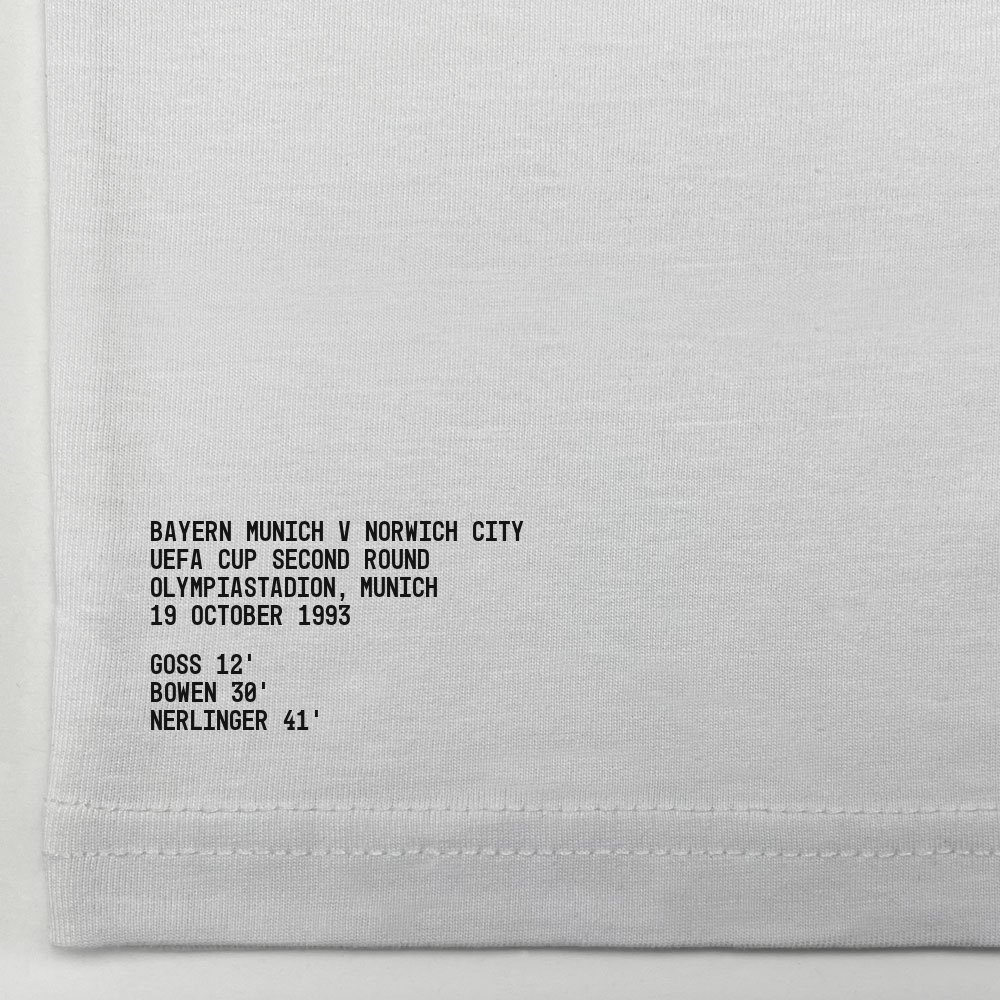 BAYERN MUNICH V NORWICH CITY
UEFA CUP SECOND ROUND
OLYMPIASTADION, MUNICH
19 OCTOBER 1993
GOSS 12'
BOWEN 30'
NERLINGER 41'